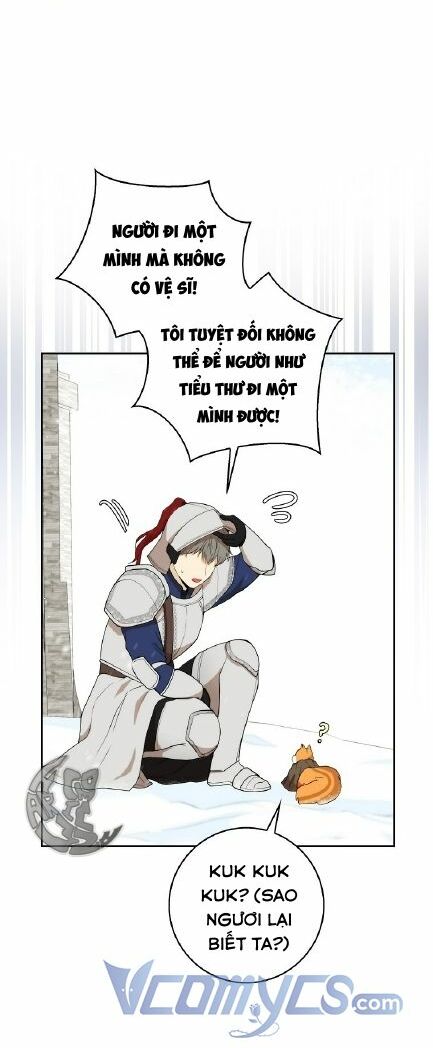 NGƯỜI ĐI MỘT
MÌNH MÀ KHÔNG
CÓ VỆ SĨ!
TÔI TUYỆT ĐỐI KHÔNG
THỂ ĐỂ NGƯỜI NHƯ
TIỂU THƯ ĐI MỘT
MÌNH ĐƯỢC!
?
KUK KUK
KUK? (SAO
NGƯƠI LẠI
BIẾT TA?)
VCOMYCS.com